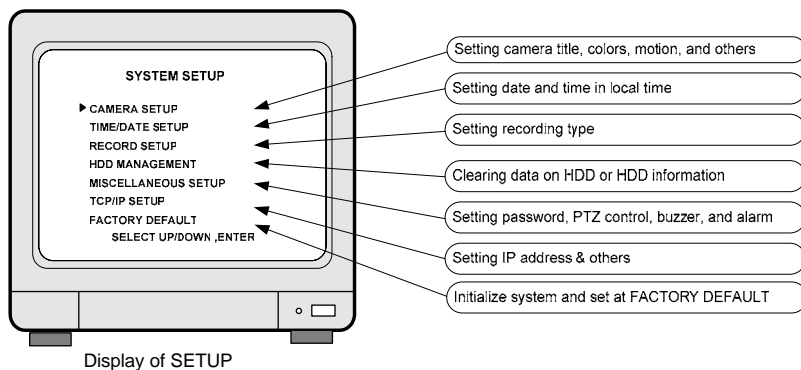 SYSTEM SETUP
CAMERA SETUP
TIME/DATE SETUP
RECORD SETUP
HDD MANAGEMENT
MISCELLANEOUS SETUP
TCP/IP SETUP
FACTORY DEFAULT
SELECT UP/DOWN ,ENTER
Setting camera title, colors, motion, and others
Setting date and time in local time
Setting recording type
Clearing data on HDD or HDD information
Setting password, PTZ control, buzzer, and alarm
Setting IP address & others
Initialize system and set at FACTORY DEFAULT
Display of SETUP